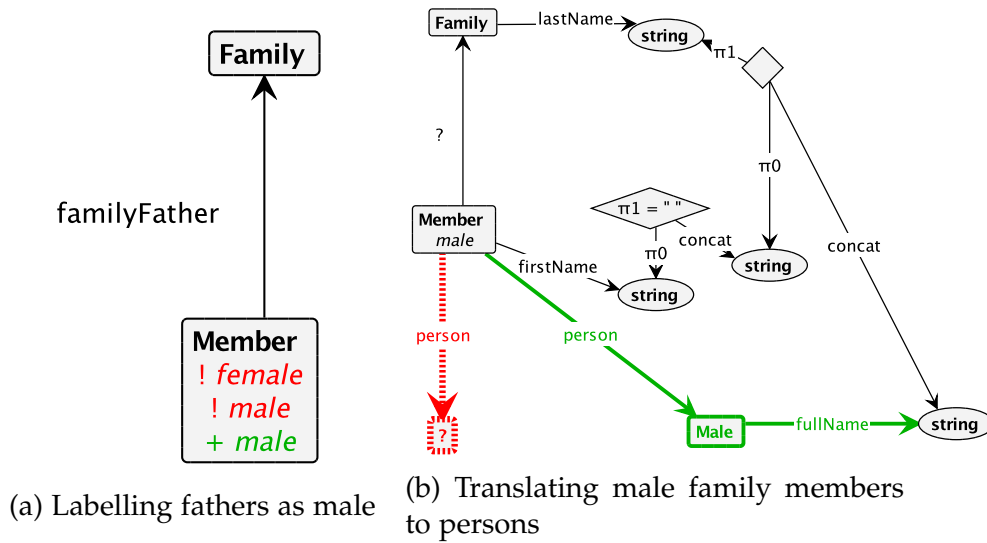 Family
familyFather
Member
! female
! male
+ male
(a) Labelling fathers as male
Family
lastName
string
π1
?
π0
Member
male
π1 = " "
concat
π0
string
concat
firstName
string
person
person
?
Male
fullName
string
(b) Translating male family members
to persons